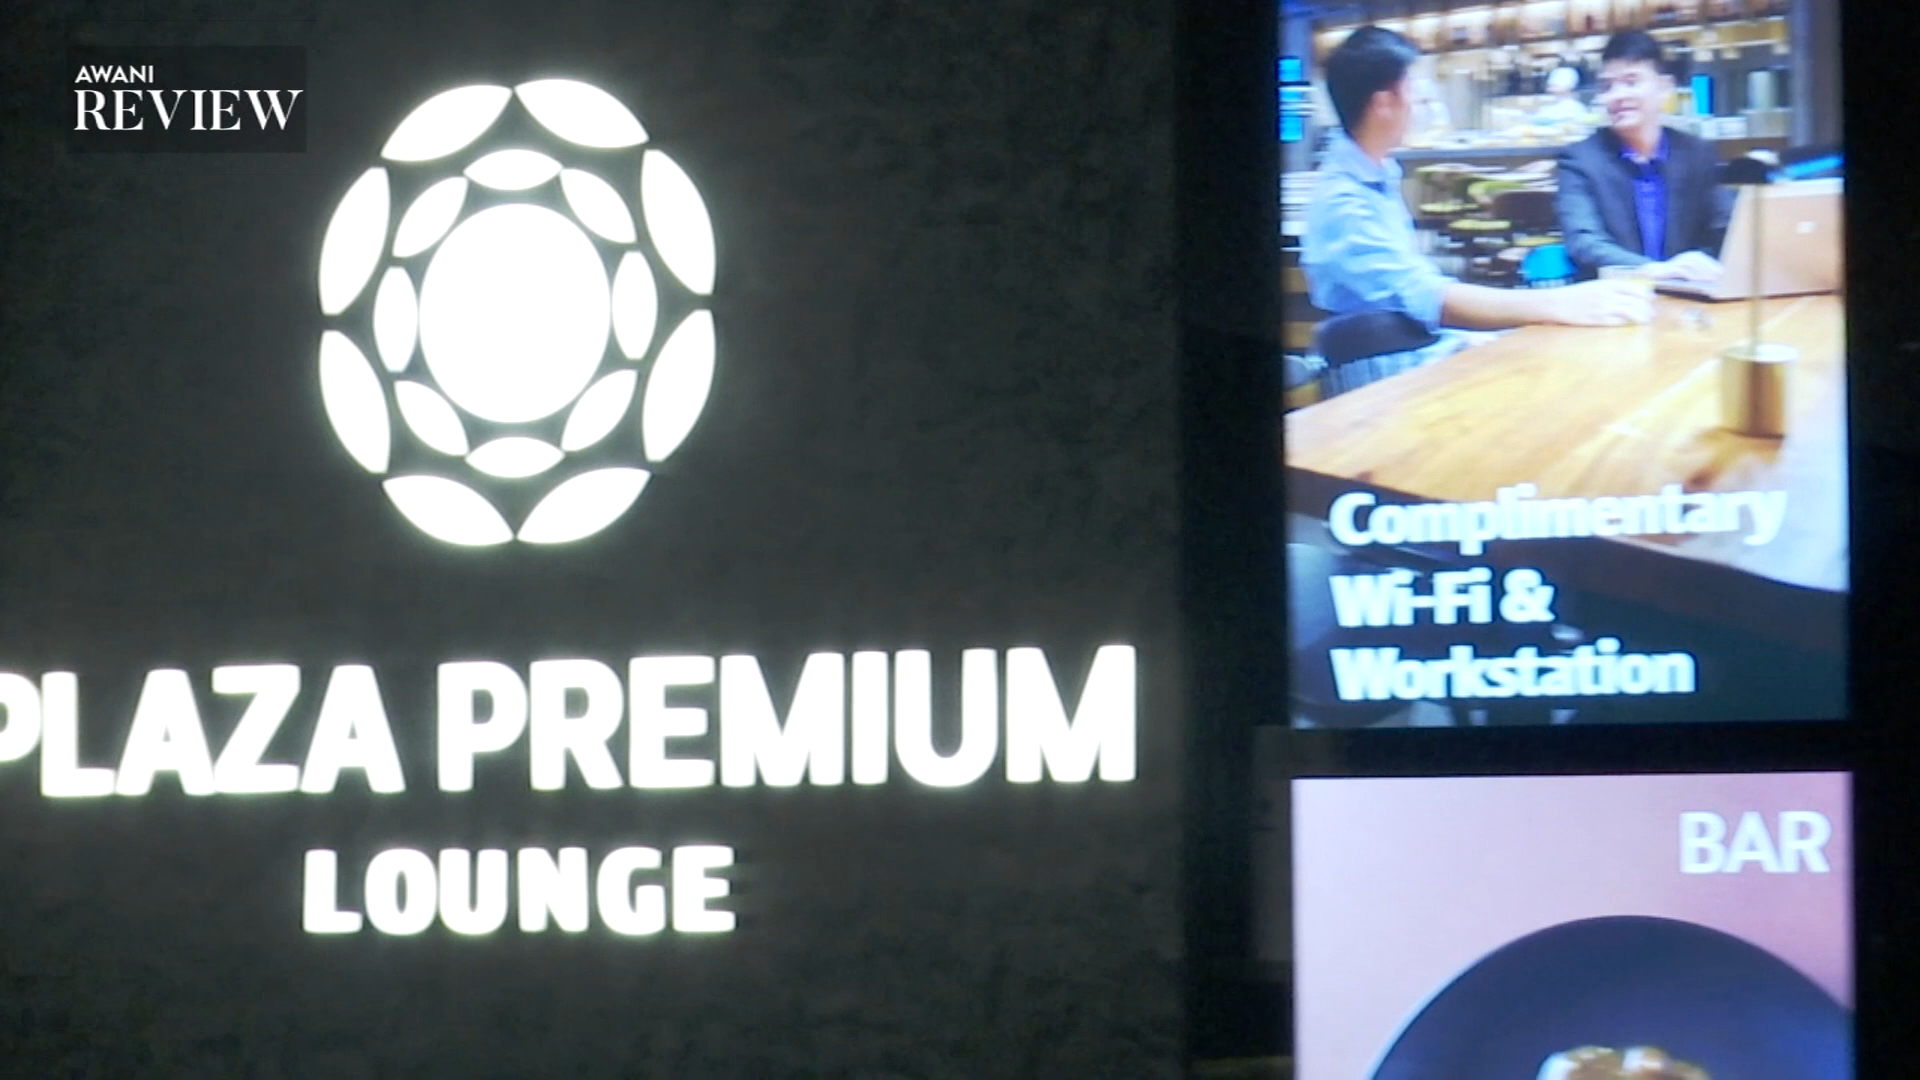 AWANI
REVIEW
PLAZA PREMIUM
LOUNGE
Complimentary
Wi-Fi &
Workstation
BAR